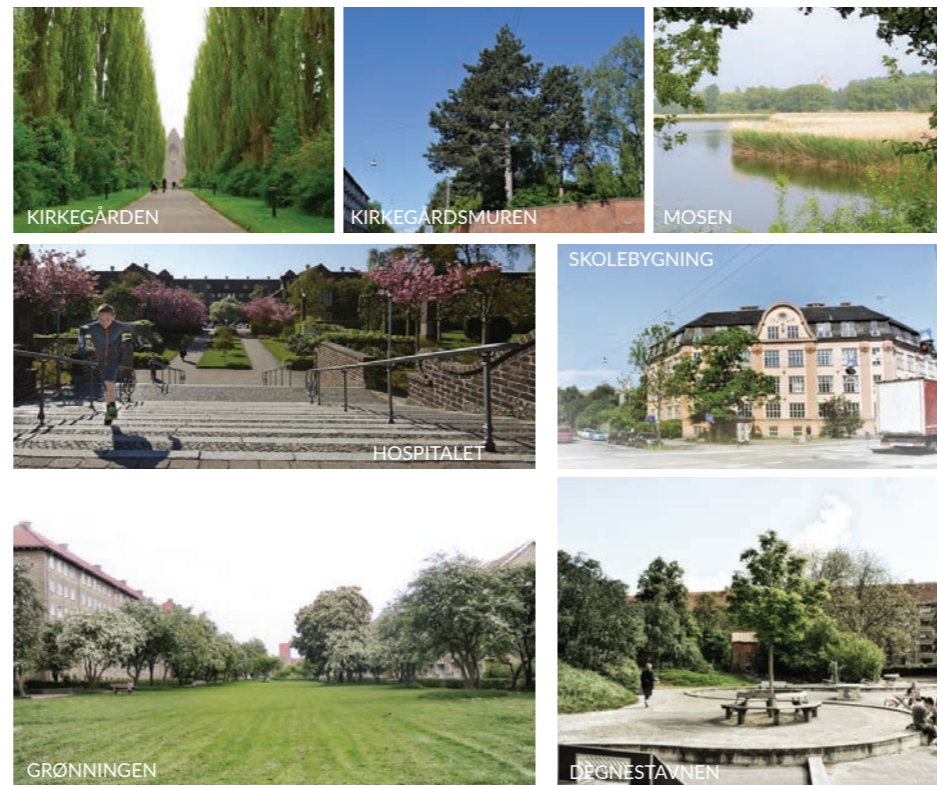 KIRKEGÅRDEN
KIRKEGÅRDSMUREN
MOSEN
HOSPITALET
SKOLEBYGNING
GRØNNINGEN
DEGNESTAVNEN